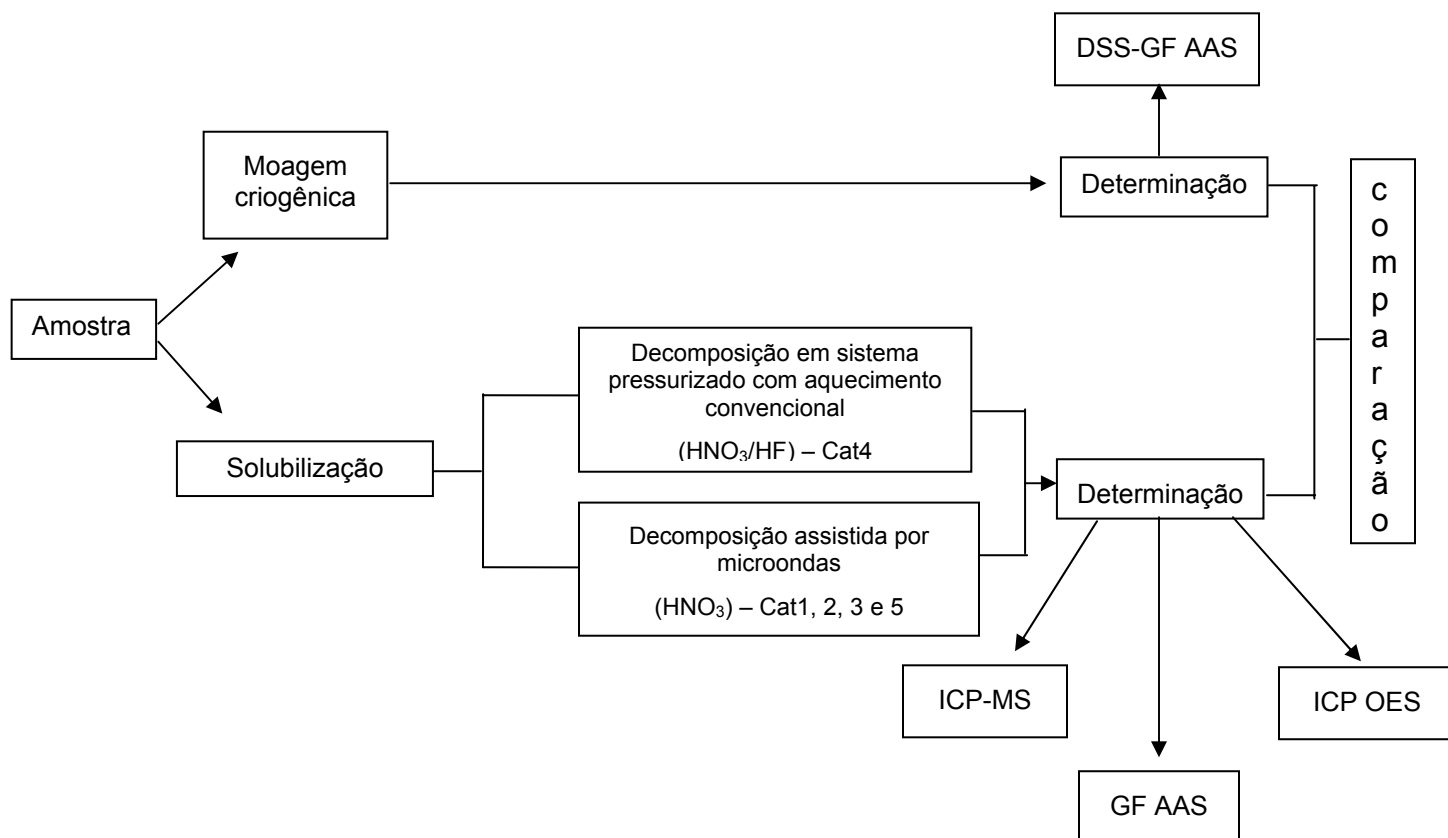 DSS-GF AAS
Moagem
criogênica
Determinação
comparação
Amostra
Decomposição em sistema
pressurizado com aquecimento
convencional
(HNO₃/HF) – Cat4
Solubilização
Determinação
Decomposição assistida por
microondas
(HNO₃) – Cat1, 2, 3 e 5
ICP-MS
ICP OES
GF AAS